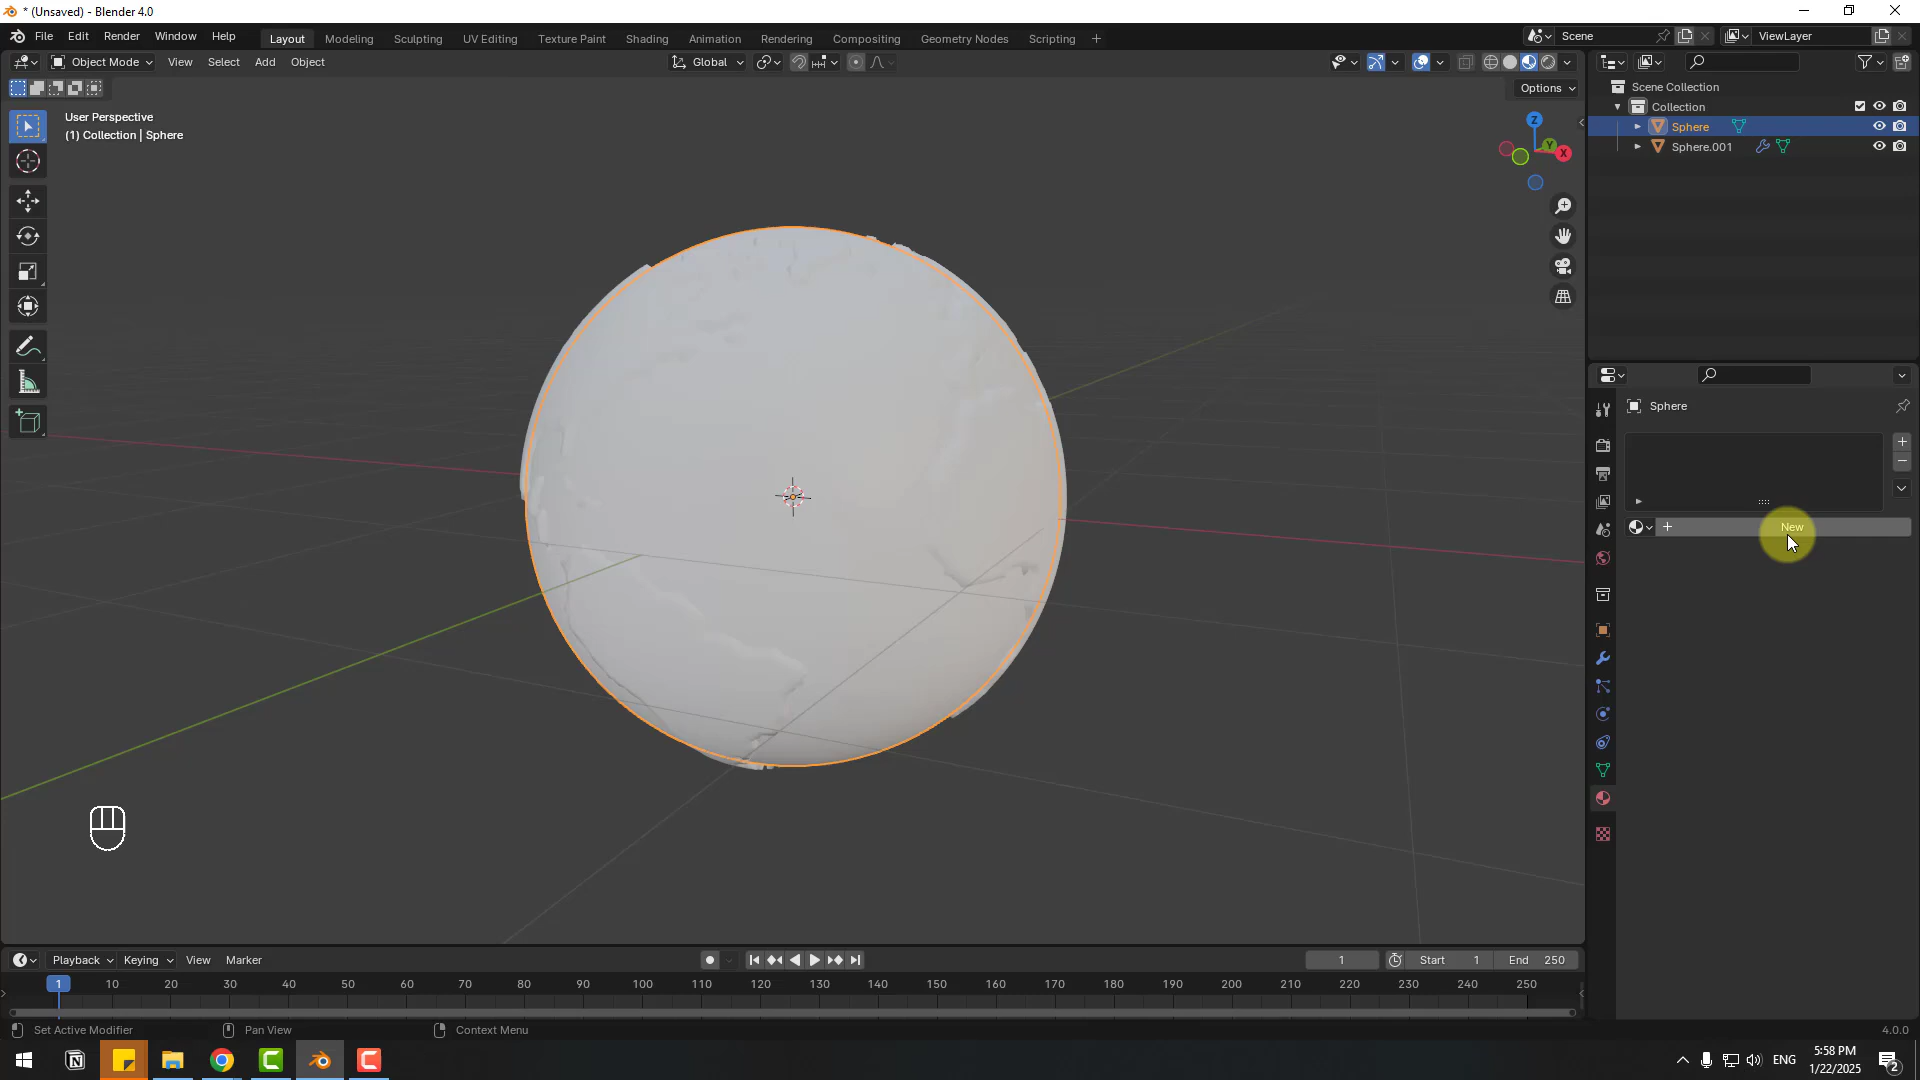 * (Unsaved) - Blender 4.0
File Edit Render Window Help
Layout Modeling Sculpting UV Editing Texture Paint Shading Animation Rendering Compositing Geometry Nodes Scripting +
Scene
ViewLayer
Object Mode View Select Add Object
Global
Options
User Perspective
(1) Collection | Sphere
Z
Y
X
Scene Collection
Collection
Sphere
Sphere.001
Sphere
New
Playback Keying View Marker
1
Start 1
End 250
1 10 20 30 40 50 60 70 80 90 100 110 120 130 140 150 160 170 180 190 200 210 220 230 240 250
Set Active Modifier
Pan View
Context Menu
4.0.0
ENG
5:58 PM
1/22/2025
2